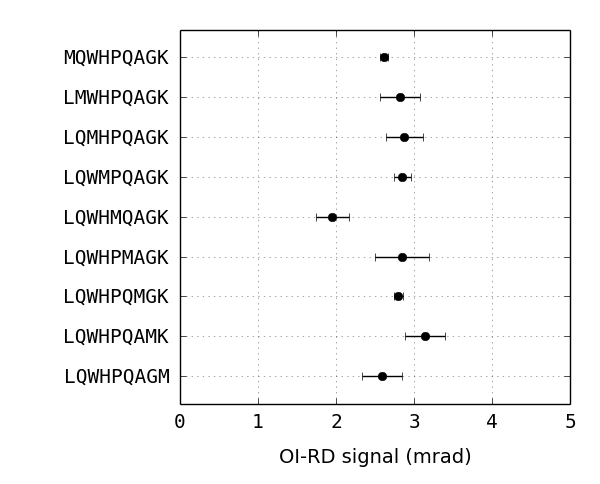 MQWHPQAGK
LMWHPQAGK
LQMHPQAGK
LQWMPQAGK
LQWHMQAGK
LQWHPMAGK
LQWHPQMGK
LQWHPQAMK
LQWHPQAGM
0 1 2 3 4 5
OI-RD signal (mrad)